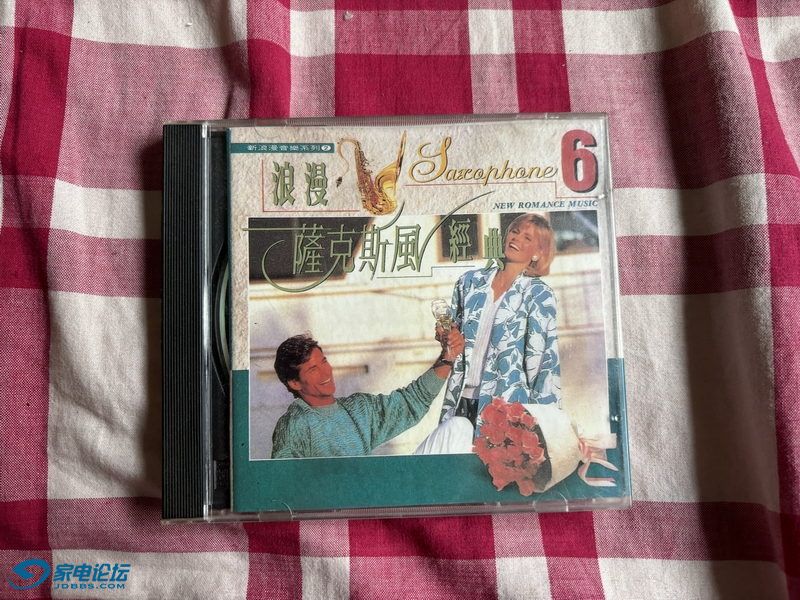 新浪漫音樂系列2
浪漫
Saxophone 6
NEW ROMANCE MUSIC
薩克斯風 經典
家电论坛
JDBBS.COM